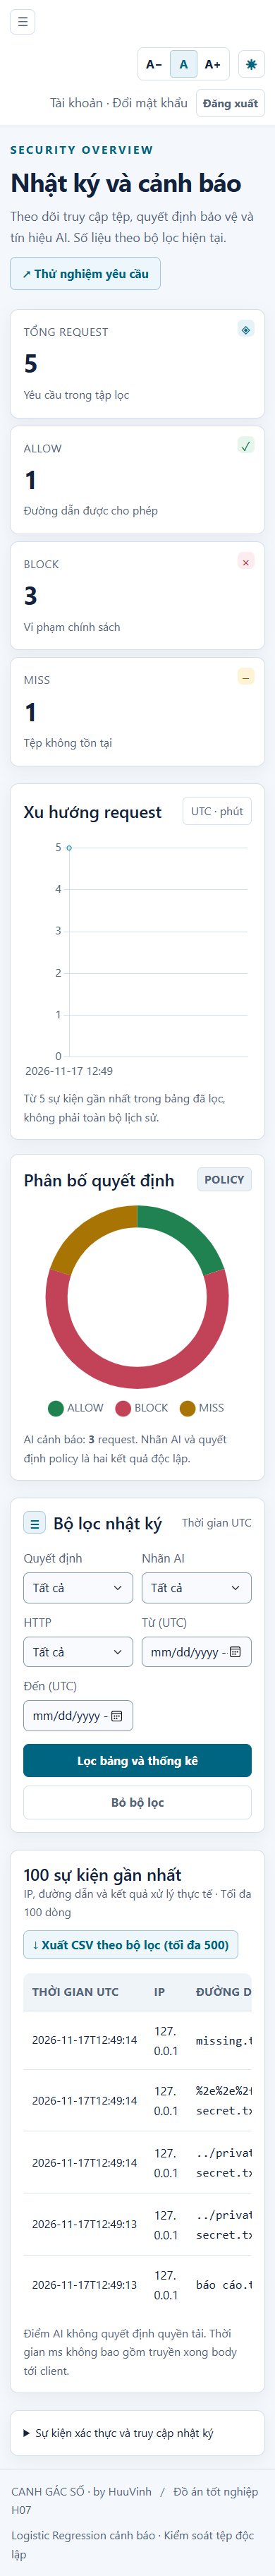 A− A A+
Tài khoản · Đổi mật khẩu Đăng xuất
SECURITY OVERVIEW
Nhật ký và cảnh báo
Theo dõi truy cập tệp, quyết định bảo vệ và
tín hiệu AI. Số liệu theo bộ lọc hiện tại.
↗ Thử nghiệm yêu cầu
TỔNG REQUEST
5
Yêu cầu trong tập lọc
ALLOW
1
Đường dẫn được cho phép
BLOCK
3
Vi phạm chính sách
MISS
1
Tệp không tồn tại
Xu hướng request UTC · phút
5
4
3
2
1
0
2026-11-17 12:49
Từ 5 sự kiện gần nhất trong bảng đã lọc,
không phải toàn bộ lịch sử.
Phân bố quyết định POLICY
ALLOW BLOCK MISS
AI cảnh báo: 3 request. Nhãn AI và quyết
định policy là hai kết quả độc lập.
Bộ lọc nhật ký Thời gian UTC
Quyết định Nhãn AI
Tất cả Tất cả
HTTP Từ (UTC)
Tất cả mm/dd/yyyy -
Đến (UTC)
mm/dd/yyyy -
Lọc bảng và thống kê
Bỏ bộ lọc
100 sự kiện gần nhất
IP, đường dẫn và kết quả xử lý thực tế · Tối đa
100 dòng
↓ Xuất CSV theo bộ lọc (tối đa 500)
THỜI GIAN UTC IP ĐƯỜNG D
2026-11-17T12:49:14 127.0.0.1 missing.t
2026-11-17T12:49:14 127.0.0.1 %2e%2e%2f secret.tx
2026-11-17T12:49:14 127.0.0.1 ../privat secret.tx
2026-11-17T12:49:13 127.0.0.1 ../privat secret.tx
2026-11-17T12:49:13 127.0.0.1 báo cáo.t
Điểm AI không quyết định quyền tải. Thời
gian ms không bao gồm truyền xong body
tới client.
▶ Sự kiện xác thực và truy cập nhật ký
CANH GÁC SỐ · by HuuVinh / Đồ án tốt nghiệp
H07
Logistic Regression cảnh báo · Kiểm soát tệp độc
lập